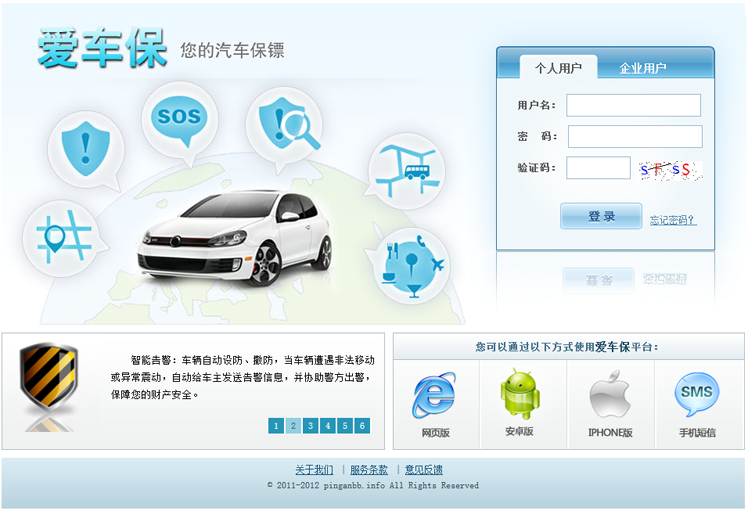 爱车保 您的汽车保镖
SOS
个人用户 企业用户
用户名：
密 码：
验证码：
登 录 忘记密码？
智能告警：车辆自动设防、撤防，当车辆遭遇非法移动
或异常震动，自动给车主发送告警信息，并协助警方出警，
保障您的财产安全。
1 2 3 4 5 6
您可以通过以下方式使用爱车保平台：
SMS
网页版 安卓版 IPHONE版 手机短信
关于我们 | 服务条款 | 意见反馈
© 2011-2012 pinganbb.info All Rights Reserved